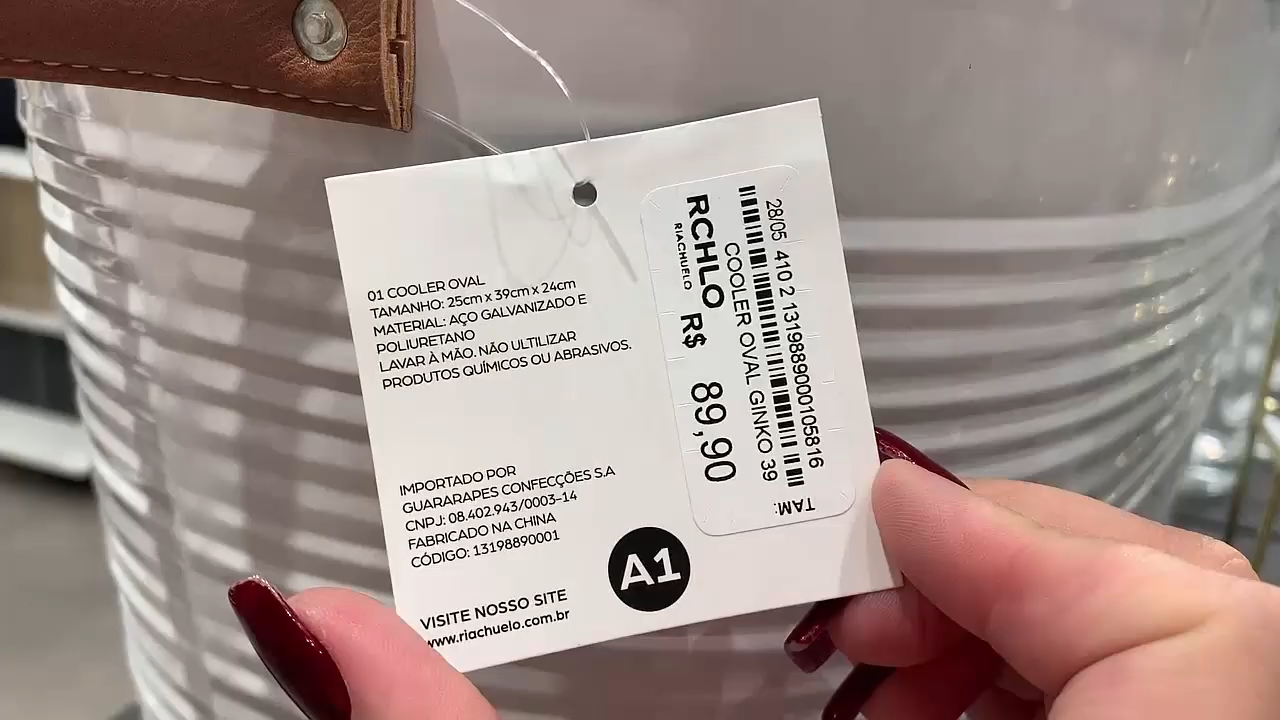 01 COOLER OVAL
TAMANHO: 25cm x 39cm x 24cm
MATERIAL: AÇO GALVANIZADO E
POLIURETANO
LAVAR À MÃO. NÃO ULTILIZAR
PRODUTOS QUÍMICOS OU ABRASIVOS.
IMPORTADO POR
GUARARAPES CONFECÇÕES S.A
CNPJ: 08.402.943/0003-14
FABRICADO NA CHINA
CÓDIGO: 13198890001
VISITE NOSSO SITE
www.riachuelo.com.br
A1
28/05 410 2 13198890001058​16
COOLER OVAL GINKO 39
RCHLO R$ 89,90
RIACHUELO
TAM: